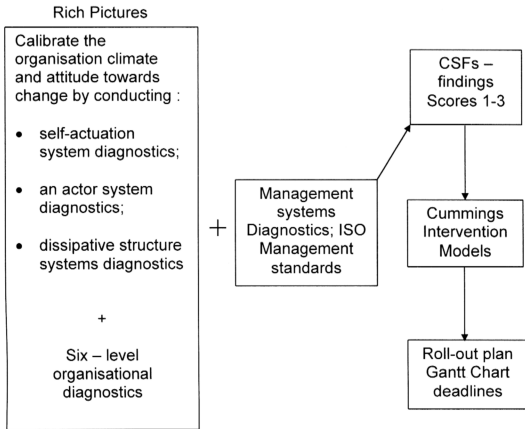 Rich Pictures
Calibrate the
organisation climate
and attitude towards
change by conducting :
• self-actuation
system diagnostics;
• an actor system
diagnostics;
• dissipative structure
systems diagnostics
+
Six – level
organisational
diagnostics
+
Management
systems
Diagnostics; ISO
Management
standards
CSFs –
findings
Scores 1-3
Cummings
Intervention
Models
Roll-out plan
Gantt Chart
deadlines